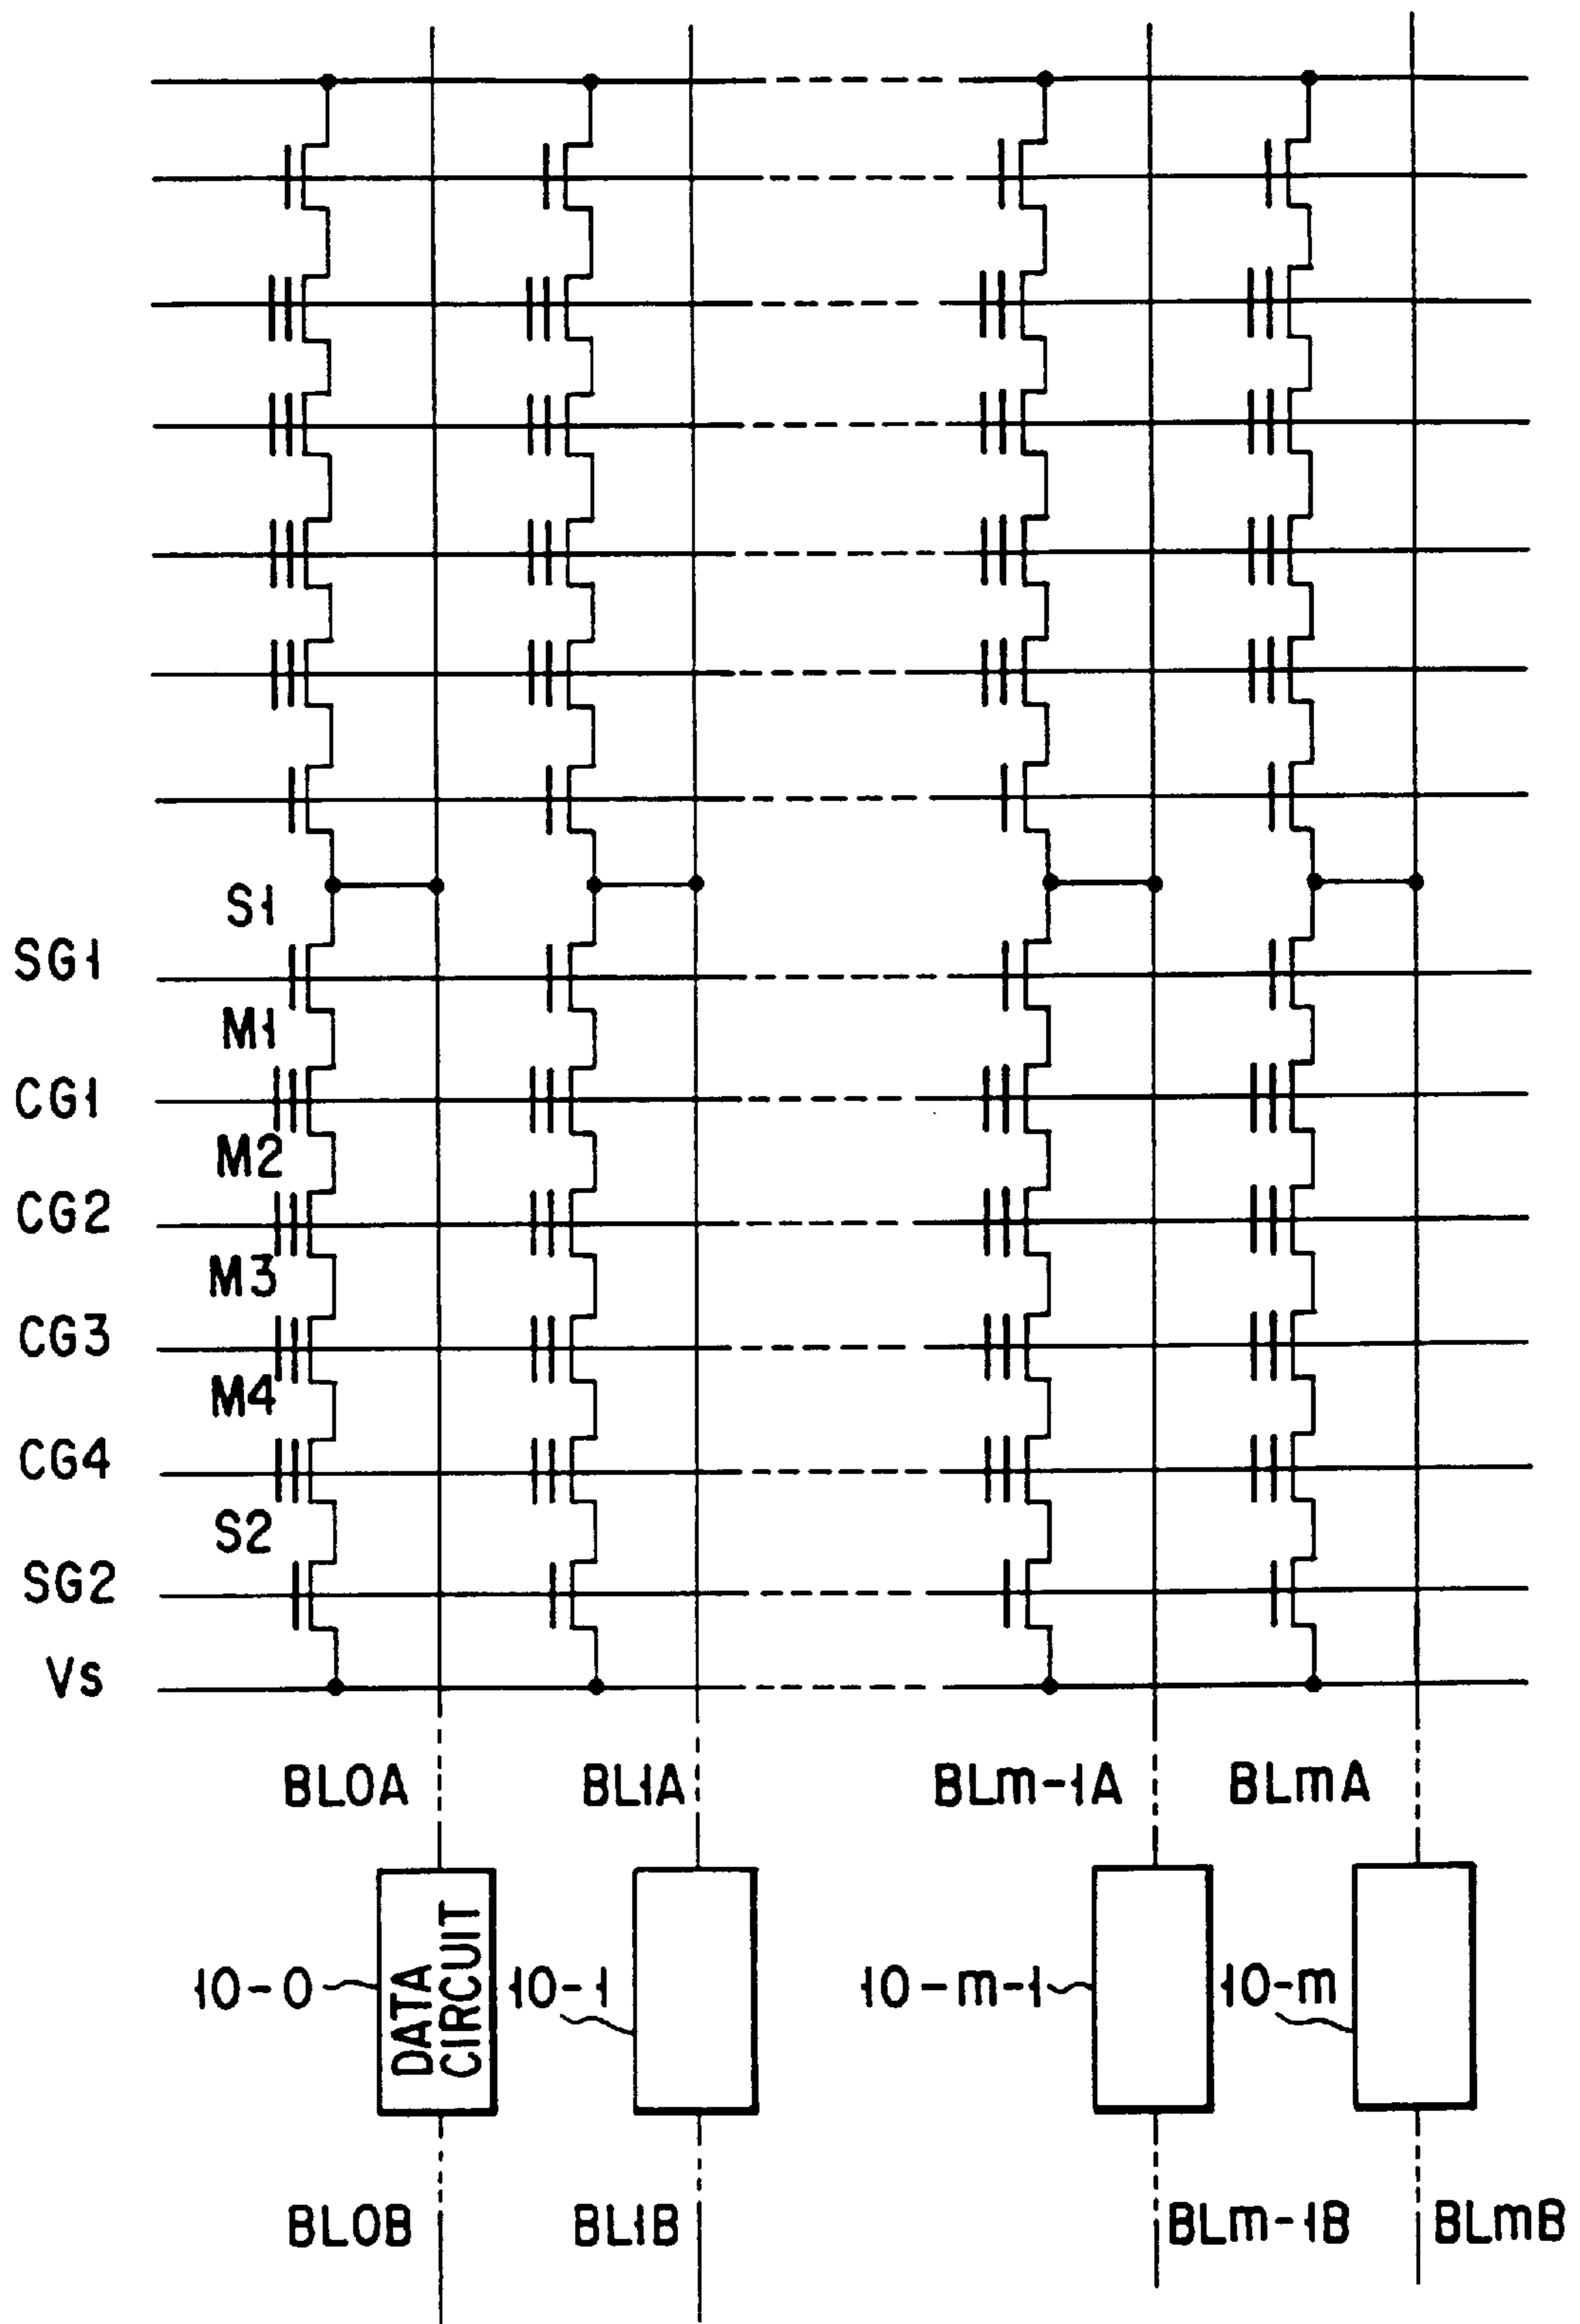 S1
SG1
M1
CG1
M2
CG2
M3
CG3
M4
CG4
S2
SG2
Vs
BL0A BL1A BLm-1A BLmA
DATA
CIRCUIT
10-0 10-1 10-m-1 10-m
BL0B BL1B BLm-1B BLmB